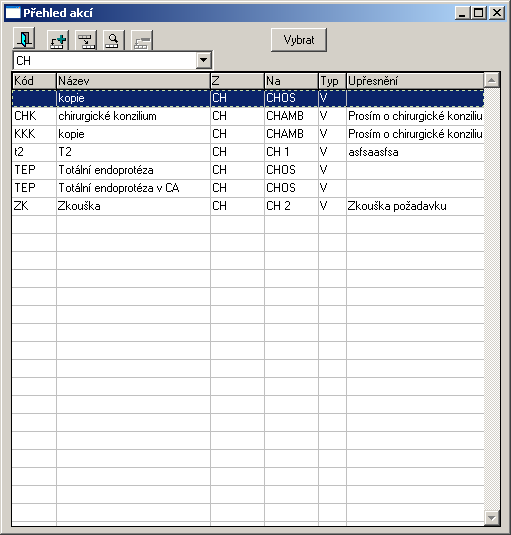 Přehled akcí
Vybrat
CH
Kód Název Z Na Typ Upřesnění
kopie CH CHOS V
CHK chirurgické konzilium CH CHAMB V Prosím o chirurgické konziliu
KKK kopie CH CHAMB V Prosím o chirurgické konziliu
t2 T2 CH CH 1 V asfsaasfsa
TEP Totální endoprotéza CH CHOS V
TEP Totální endoprotéza v CA CH CHOS V
ZK Zkouška CH CH 2 V Zkouška požadavku